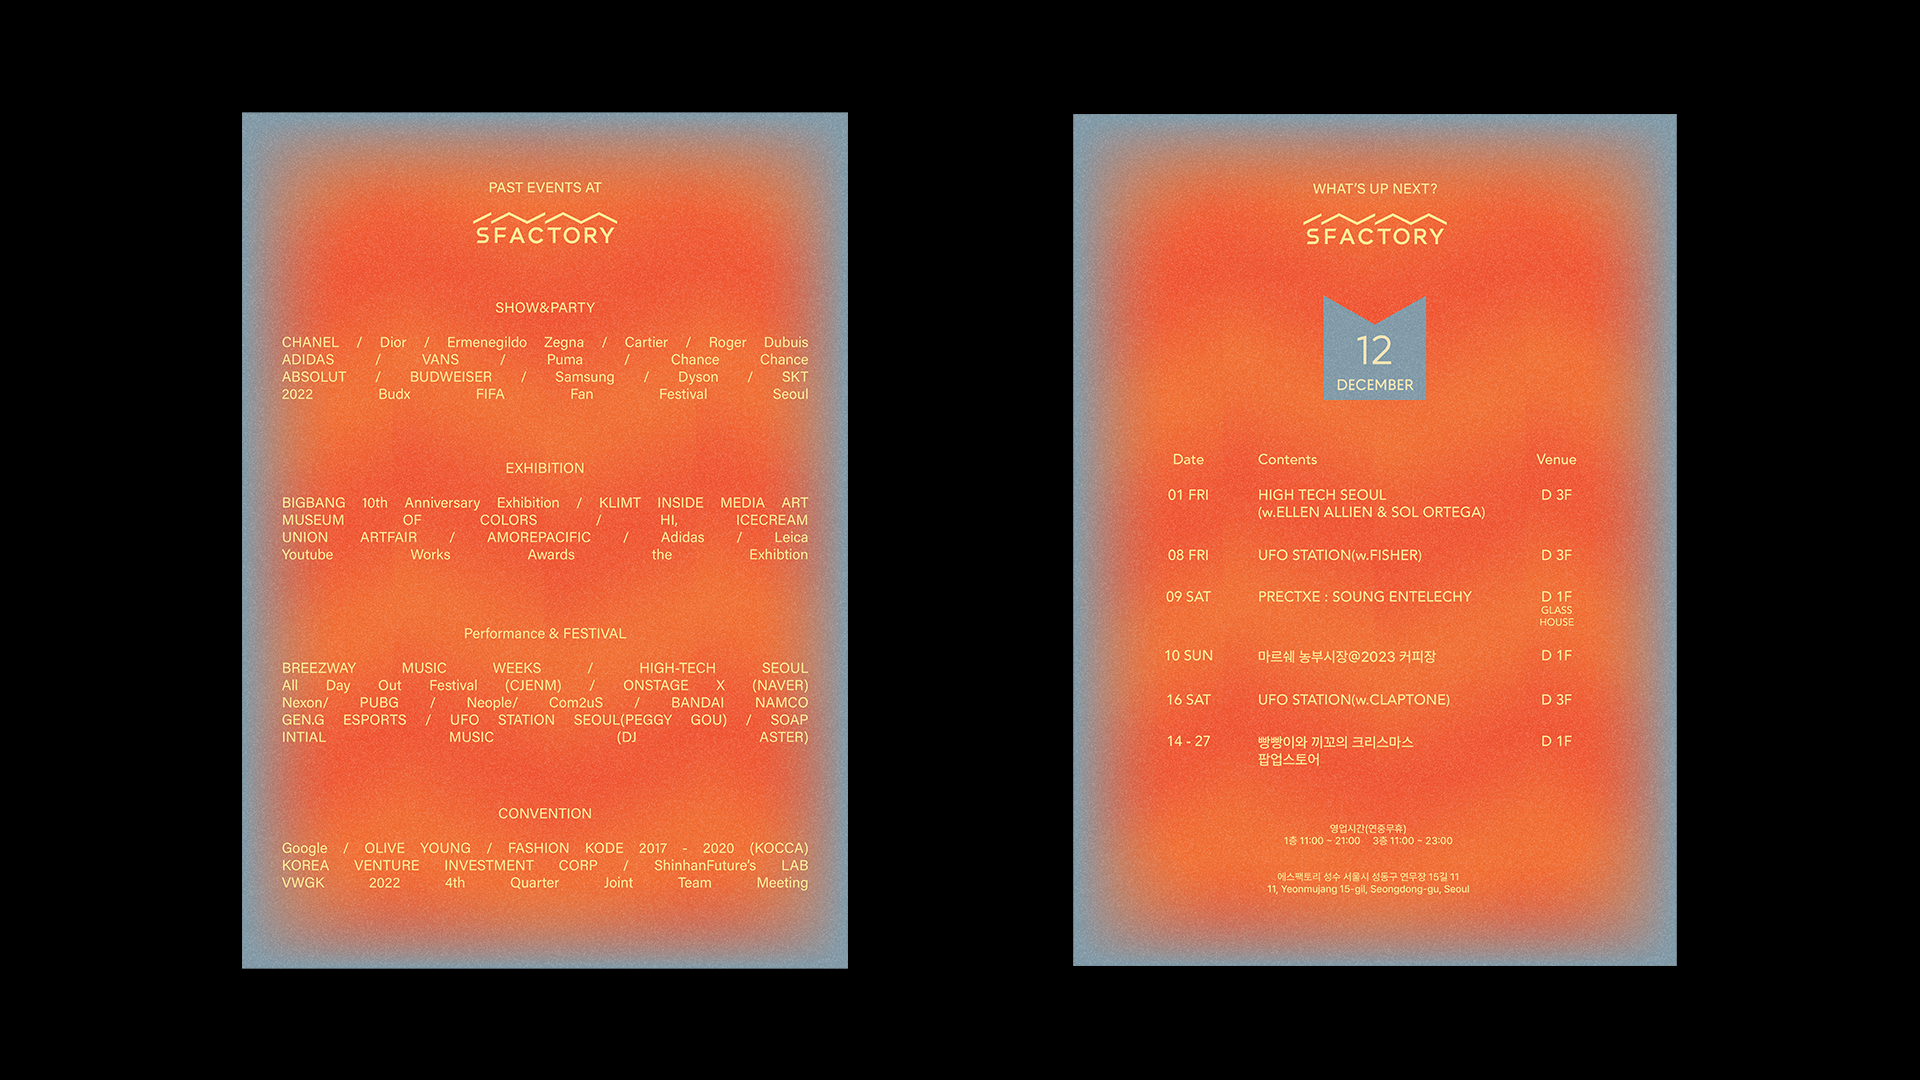 PAST EVENTS AT
SFACTORY
SHOW&PARTY
CHANEL / Dior / Ermenegildo Zegna / Cartier / Roger Dubuis
ADIDAS / VANS / Puma / Chance Chance
ABSOLUT / BUDWEISER / Samsung / Dyson / SKT
2022 Budx FIFA Fan Festival Seoul
EXHIBITION
BIGBANG 10th Anniversary Exhibition / KLIMT INSIDE MEDIA ART
MUSEUM OF COLORS / HI, ICECREAM
UNION ARTFAIR / AMOREPACIFIC / Adidas / Leica
Youtube Works Awards the Exhibtion
Performance & FESTIVAL
BREEZWAY MUSIC WEEKS / HIGH-TECH SEOUL
All Day Out Festival (CJENM) / ONSTAGE X (NAVER)
Nexon/ PUBG / Neople/ Com2uS / BANDAI NAMCO
GEN.G ESPORTS / UFO STATION SEOUL(PEGGY GOU) / SOAP
INTIAL MUSIC (DJ ASTER)
CONVENTION
Google / OLIVE YOUNG / FASHION KODE 2017 - 2020 (KOCCA)
KOREA VENTURE INVESTMENT CORP / ShinhanFuture's LAB
VWGK 2022 4th Quarter Joint Team Meeting
WHAT'S UP NEXT?
SFACTORY
12
DECEMBER
Date Contents Venue
01 FRI HIGH TECH SEOUL D 3F
(w.ELLEN ALLIEN & SOL ORTEGA)
08 FRI UFO STATION(w.FISHER) D 3F
09 SAT PRECTXE : SOUNG ENTELECHY D 1F
GLASS
HOUSE
10 SUN 마르쉐 농부시장@2023 커피장 D 1F
16 SAT UFO STATION(w.CLAPTONE) D 3F
14 - 27 빵빵이와 끼꼬의 크리스마스 D 1F
팝업스토어
영업시간(연중무휴)
1층 11:00 ~ 21:00 3층 11:00 ~ 23:00
에스팩토리 성수 서울시 성동구 연무장 15길 11
11, Yeonmujang 15-gil, Seongdong-gu, Seoul